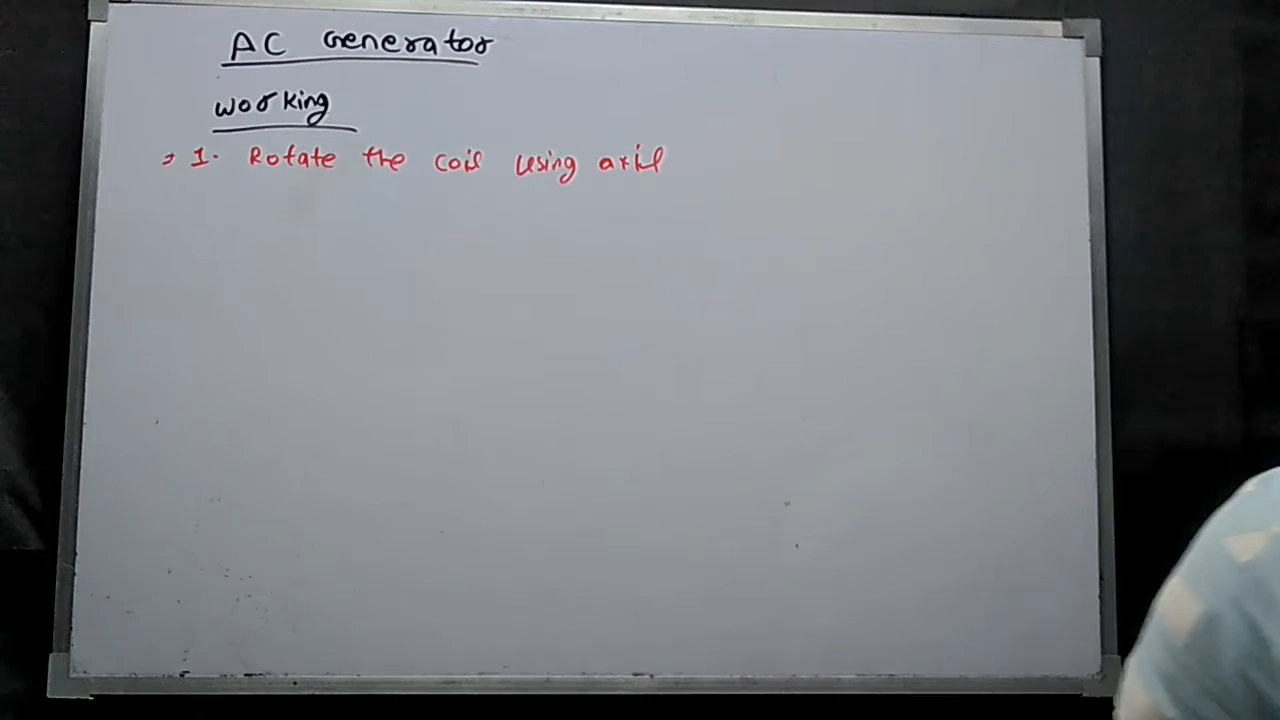 AC Generator
working
→ 1. Rotate the coil using axil